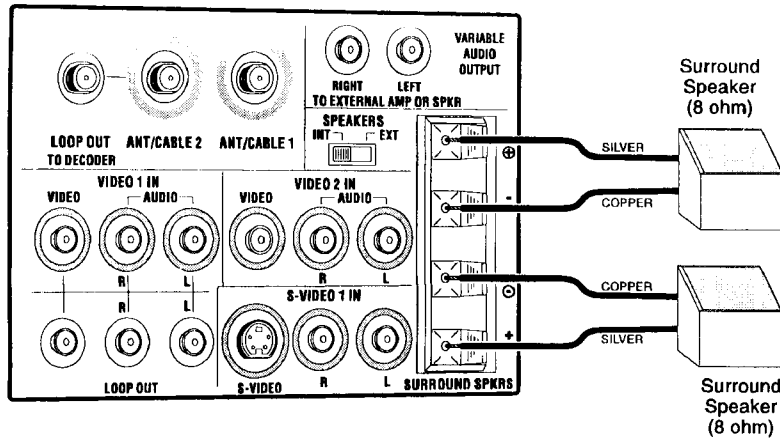 VARIABLE
AUDIO
OUTPUT
RIGHT LEFT
TO EXTERNAL AMP OR SPKR
LOOP OUT ANT/CABLE 2 ANT/CABLE 1
TO DECODER
SPEAKERS
INT EXT
VIDEO 1 IN
VIDEO AUDIO
R L
VIDEO 2 IN
VIDEO AUDIO
R L
R L
LOOP OUT
S-VIDEO 1 IN
S-VIDEO R L
⊕
-
⊖
+
SURROUND SPKRS
SILVER
COPPER
COPPER
SILVER
Surround
Speaker
(8 ohm)
Surround
Speaker
(8 ohm)